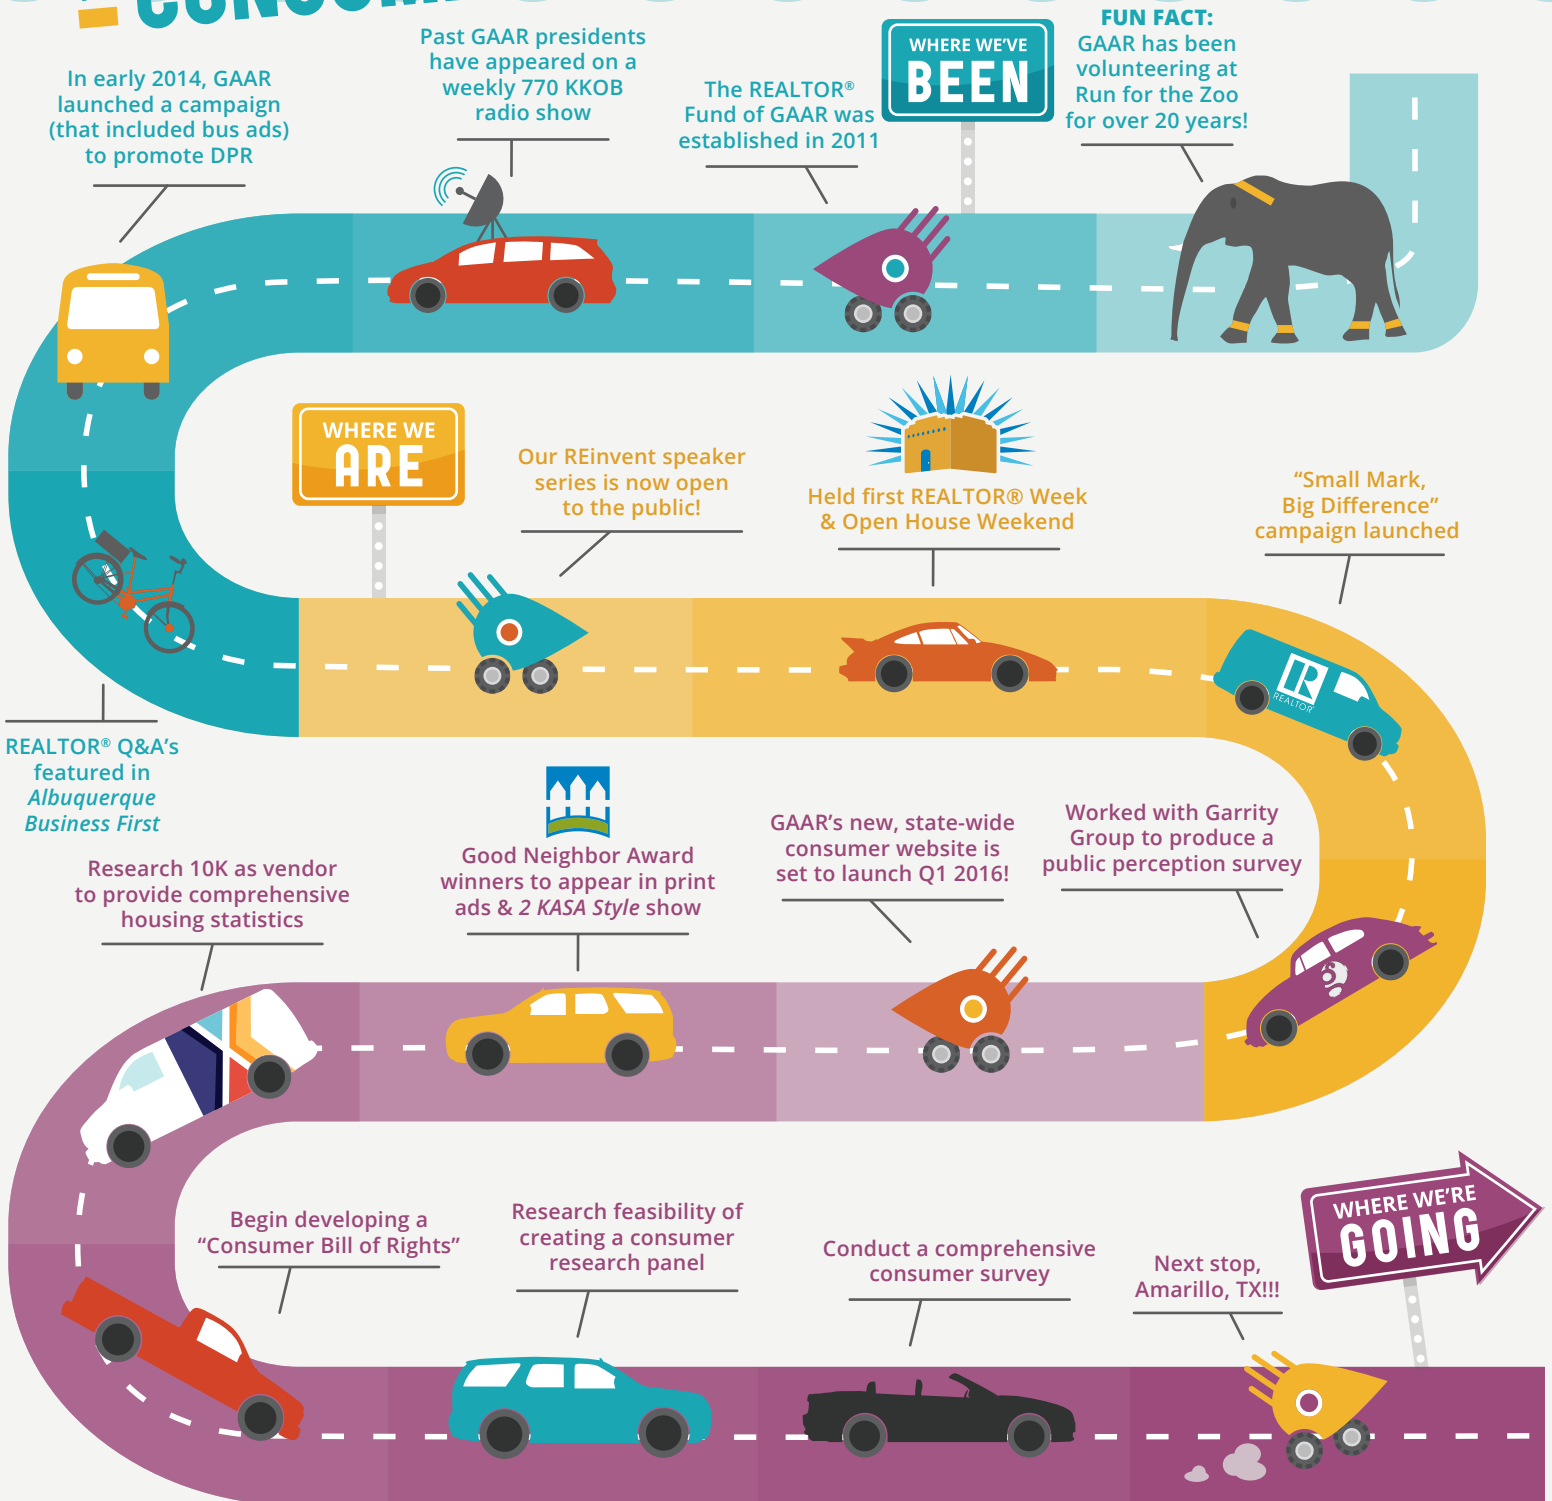 FUN FACT:
GAAR has been
volunteering at
Run for the Zoo
for over 20 years!
WHERE WE'VE
BEEN
The REALTOR®
Fund of GAAR was
established in 2011
Past GAAR presidents
have appeared on a
weekly 770 KKOB
radio show
In early 2014, GAAR
launched a campaign
(that included bus ads)
to promote DPR
REALTOR® Q&A's
featured in
Albuquerque
Business First
WHERE WE
ARE
Our REinvent speaker
series is now open
to the public!
Held first REALTOR® Week
& Open House Weekend
“Small Mark,
Big Difference”
campaign launched
R
REALTOR
Worked with Garrity
Group to produce a
public perception survey
GAAR’s new, state-wide
consumer website is
set to launch Q1 2016!
Good Neighbor Award
winners to appear in print
ads & 2 KASA Style show
Research 10K as vendor
to provide comprehensive
housing statistics
Begin developing a
“Consumer Bill of Rights”
Research feasibility of
creating a consumer
research panel
Conduct a comprehensive
consumer survey
Next stop,
Amarillo, TX!!!
WHERE WE'RE
GOING